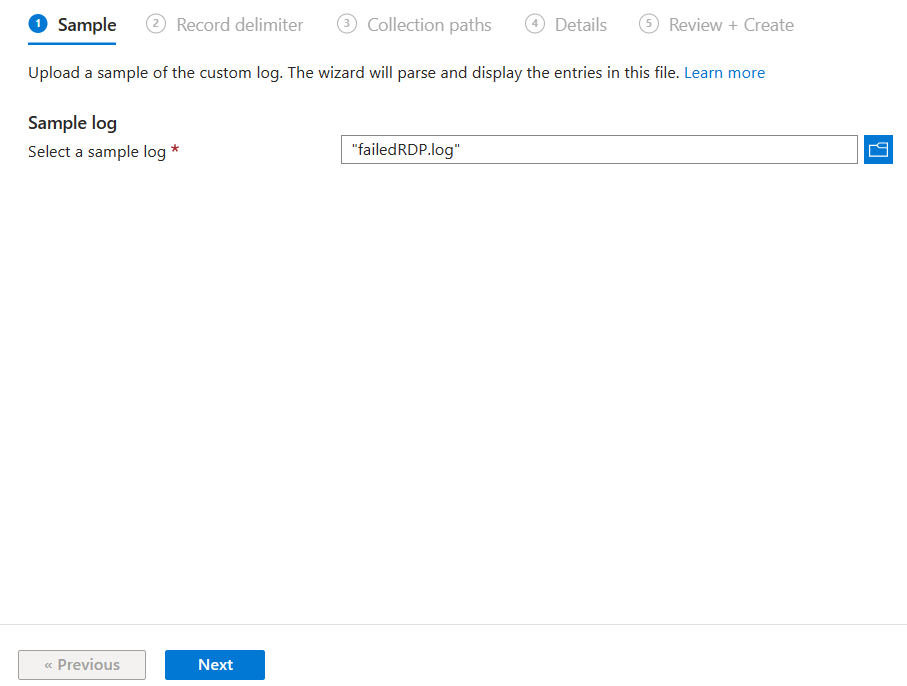 1 Sample 2 Record delimiter 3 Collection paths 4 Details 5 Review + Create
Upload a sample of the custom log. The wizard will parse and display the entries in this file. Learn more
Sample log
Select a sample log * "failedRDP.log"
« Previous Next